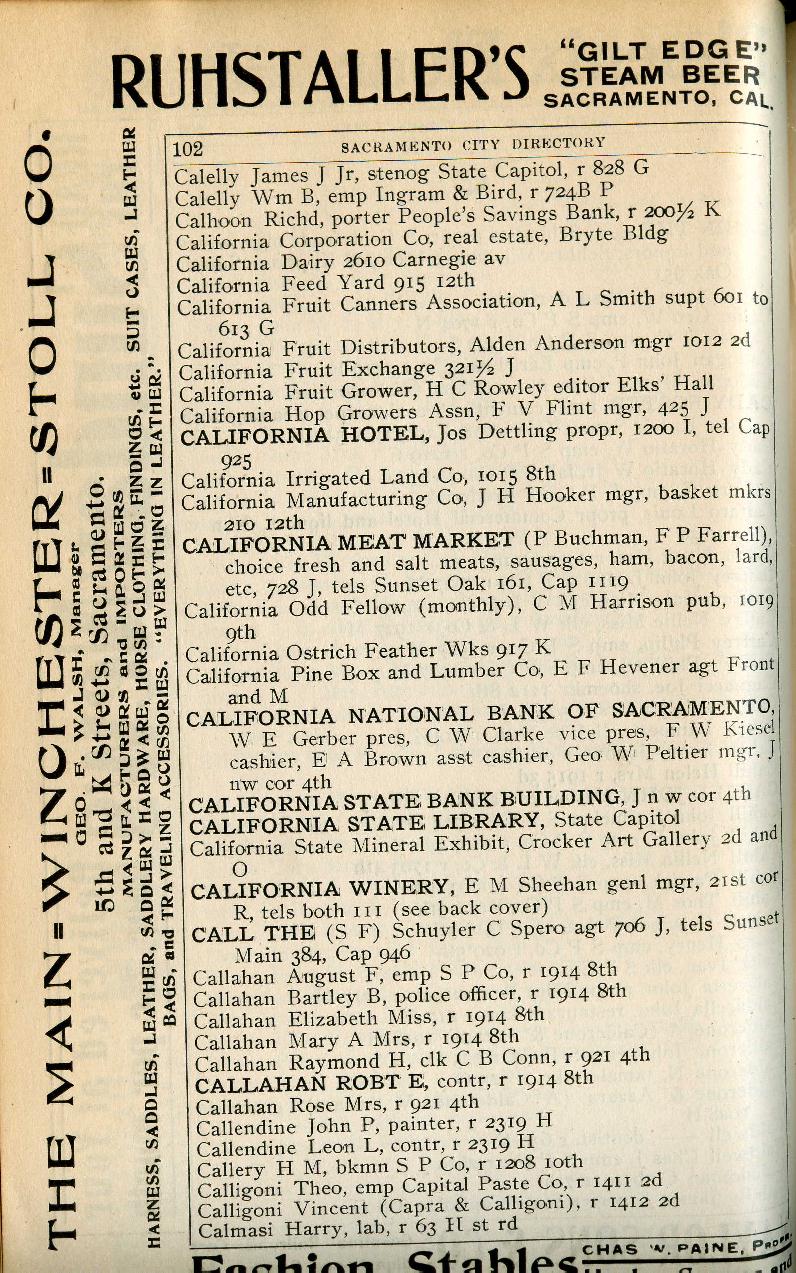 RUHSTALLER'S
"GILT EDGE"
STEAM BEER
SACRAMENTO, CAL.
THE MAIN=WINCHESTER=STOLL CO.
GEO. F. WALSH, Manager
5th and K Streets, Sacramento.
MANUFACTURERS and IMPORTERS
HARNESS, SADDLES, LEATHER, SADDLERY HARDWARE, HORSE CLOTHING, FINDINGS, etc. SUIT CASES, LEATHER
BAGS, and TRAVELING ACCESSORIES. "EVERYTHING IN LEATHER."
102 SACRAMENTO CITY DIRECTORY
Calelly James J Jr, stenog State Capitol, r 828 G
Calelly Wm B, emp Ingram & Bird, r 724B P
Calhoon Richd, porter People's Savings Bank, r 200½ K
California Corporation Co, real estate, Bryte Bldg
California Dairy 2610 Carnegie av
California Feed Yard 915 12th
California Fruit Canners Association, A L Smith supt 601 to
613 G
California Fruit Distributors, Alden Anderson mgr 1012 2d
California Fruit Exchange 321½ J
California Fruit Grower, H C Rowley editor Elks' Hall
California Hop Growers Assn, F V Flint mgr, 425 J
CALIFORNIA HOTEL, Jos Dettling propr, 1200 I, tel Cap
925
California Irrigated Land Co, 1015 8th
California Manufacturing Co, J H Hooker mgr, basket mkrs
210 12th
CALIFORNIA MEAT MARKET (P Buchman, F P Farrell),
choice fresh and salt meats, sausages, ham, bacon, lard,
etc, 728 J, tels Sunset Oak 161, Cap 1119
California Odd Fellow (monthly), C M Harrison pub, 1019
9th
California Ostrich Feather Wks 917 K
California Pine Box and Lumber Co, E F Hevener agt Front
and M
CALIFORNIA NATIONAL BANK OF SACRAMENTO,
W E Gerber pres, C W Clarke vice pres, F W Kiesel
cashier, E A Brown asst cashier, Geo W Peltier mgr, J
nw cor 4th
CALIFORNIA STATE BANK BUILDING, J n w cor 4th
CALIFORNIA STATE LIBRARY, State Capitol
California State Mineral Exhibit, Crocker Art Gallery 2d and
O
CALIFORNIA WINERY, E M Sheehan genl mgr, 21st cor
R, tels both 111 (see back cover)
CALL THE (S F) Schuyler C Spero agt 706 J, tels Sunset
Main 384, Cap 946
Callahan August F, emp S P Co, r 1914 8th
Callahan Bartley B, police officer, r 1914 8th
Callahan Elizabeth Miss, r 1914 8th
Callahan Mary A Mrs, r 1914 8th
Callahan Raymond H, clk C B Conn, r 921 4th
CALLAHAN ROBT E, contr, r 1914 8th
Callahan Rose Mrs, r 921 4th
Callendine John P, painter, r 2319 H
Callendine Leon L, contr, r 2319 H
Callery H M, bkmn S P Co, r 1208 10th
Calligoni Theo, emp Capital Paste Co, r 1411 2d
Calligoni Vincent (Capra & Calligoni), r 1412 2d
Calmasi Harry, lab, r 63 H st rd
Fashion Stables
CHAS W. PAINE, Propr.